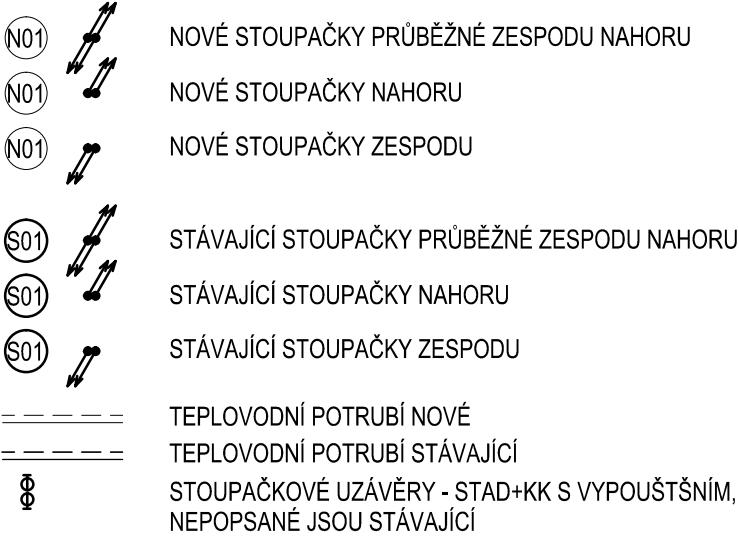 N01 NOVÉ STOUPAČKY PRŮBĚŽNÉ ZESPODU NAHORU
N01 NOVÉ STOUPAČKY NAHORU
N01 NOVÉ STOUPAČKY ZESPODU
S01 STÁVAJÍCÍ STOUPAČKY PRŮBĚŽNÉ ZESPODU NAHORU
S01 STÁVAJÍCÍ STOUPAČKY NAHORU
S01 STÁVAJÍCÍ STOUPAČKY ZESPODU
TEPLOVODNÍ POTRUBÍ NOVÉ
TEPLOVODNÍ POTRUBÍ STÁVAJÍCÍ
STOUPAČKOVÉ UZÁVĚRY - STAD+KK S VYPOUŠTŠNÍM,
NEPOPSANÉ JSOU STÁVAJÍCÍ